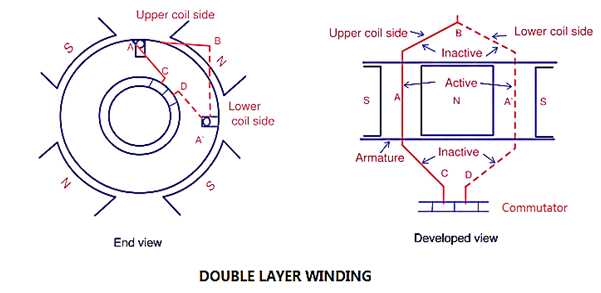 Upper coil side
S
A
B
C
N
D
Lower
coil side
A'
N
S
End view
Upper coil side
B
Lower coil side
Inactive
Active
S
A
N
A'
S
Armature
Inactive
C
D
Commutator
Developed view
DOUBLE LAYER WINDING